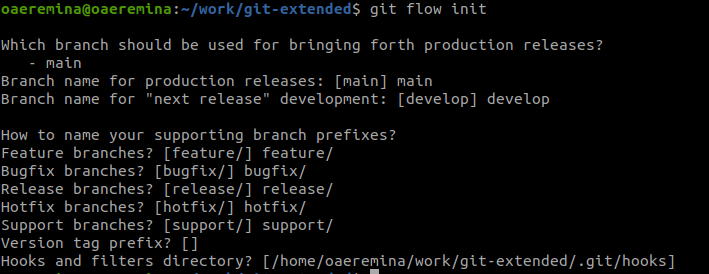 oaeremina@oaeremina:~/work/git-extended$ git flow init
Which branch should be used for bringing forth production releases?
- main
Branch name for production releases: [main] main
Branch name for "next release" development: [develop] develop
How to name your supporting branch prefixes?
Feature branches? [feature/] feature/
Bugfix branches? [bugfix/] bugfix/
Release branches? [release/] release/
Hotfix branches? [hotfix/] hotfix/
Support branches? [support/] support/
Version tag prefix? []
Hooks and filters directory? [/home/oaeremina/work/git-extended/.git/hooks]